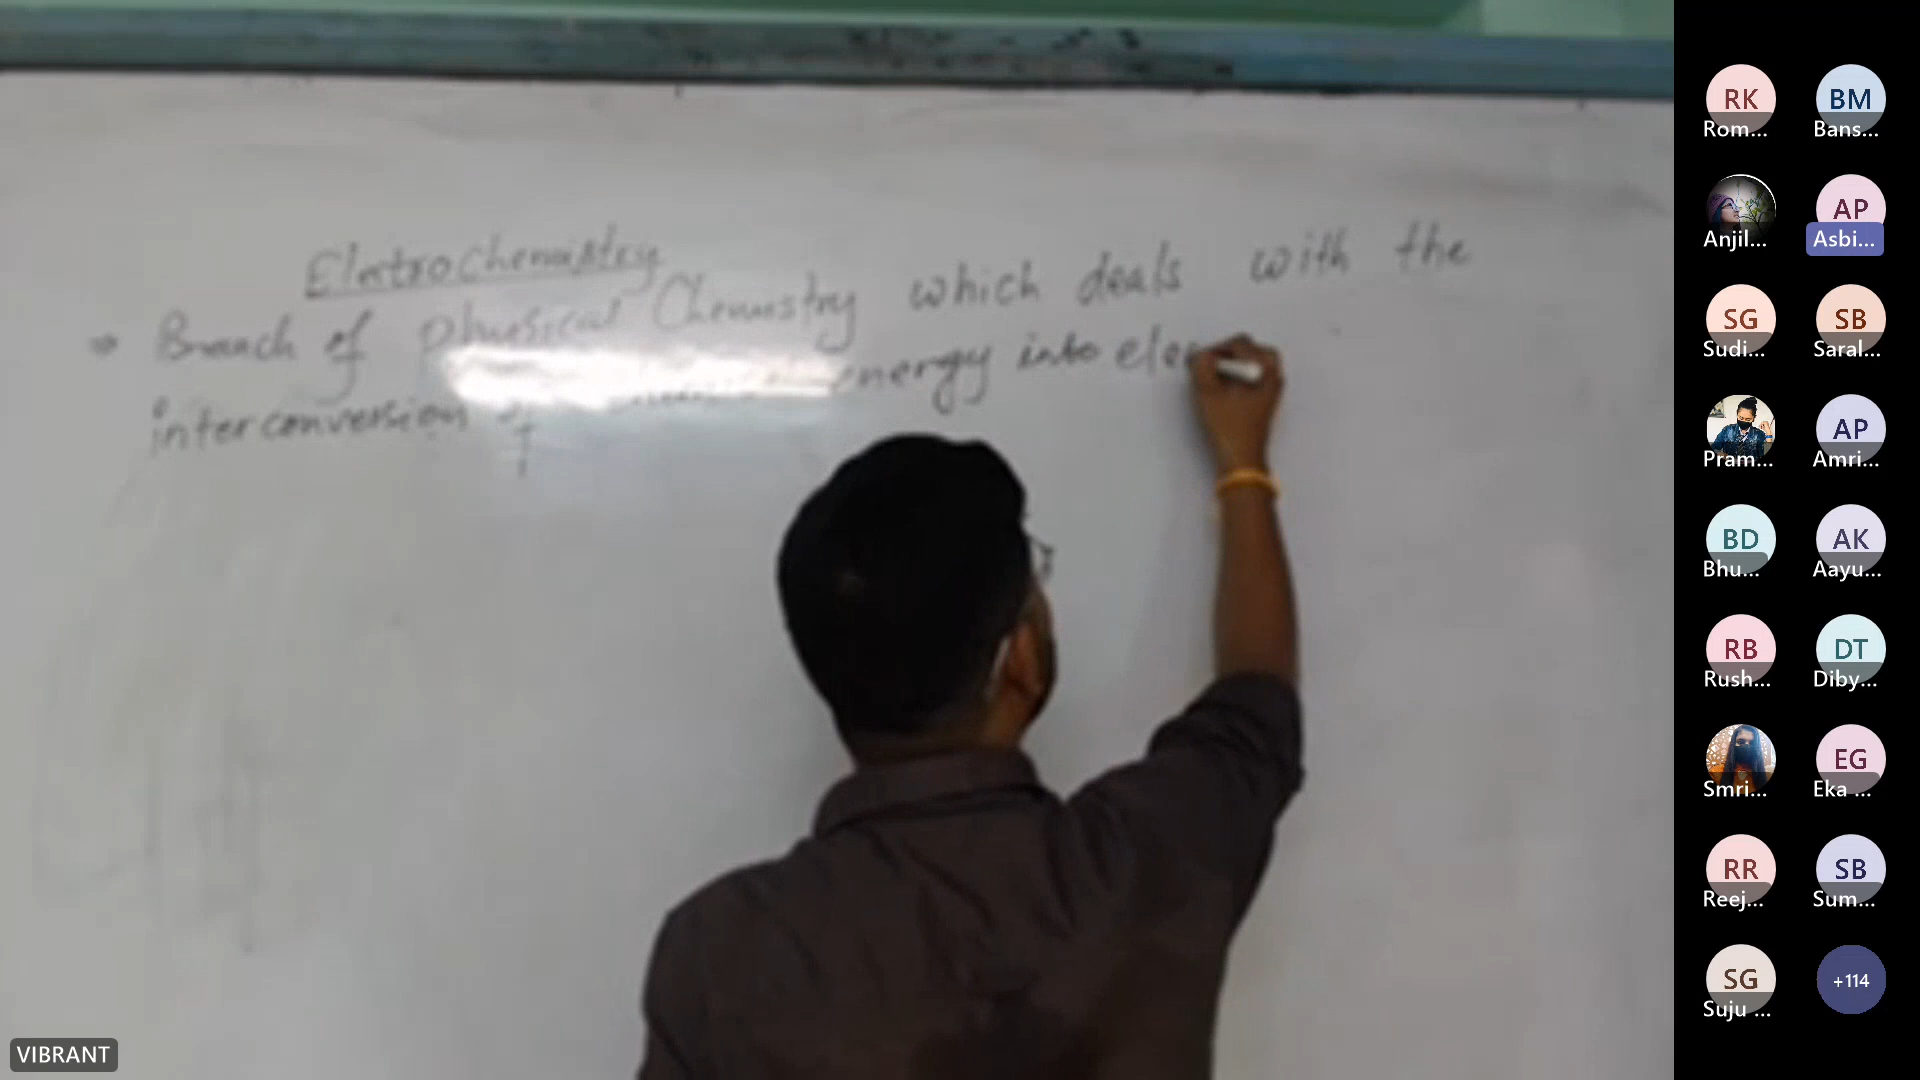 Electrochemistry
⇒ Branch of physical Chemistry which deals with the
interconversion of energy into elec
RK
Rom...
BM
Bans...
Anjil...
AP
Asbi...
SG
Sudi...
SB
Saral...
Pram...
AP
Amri...
BD
Bhu...
AK
Aayu...
RB
Rush...
DT
Diby...
Smri...
EG
Eka ...
RR
Reej...
SB
Sum...
SG
Suju ...
+114
VIBRANT